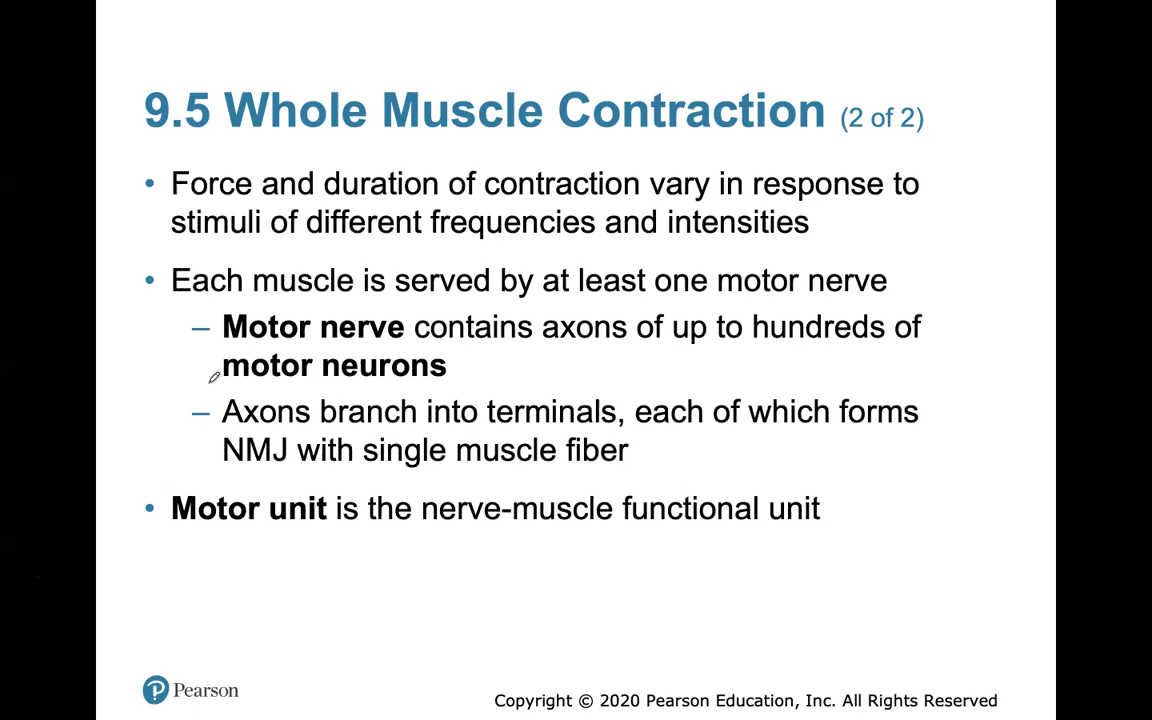 9.5 Whole Muscle Contraction (2 of 2)
• Force and duration of contraction vary in response to
stimuli of different frequencies and intensities
• Each muscle is served by at least one motor nerve
– Motor nerve contains axons of up to hundreds of
motor neurons
– Axons branch into terminals, each of which forms
NMJ with single muscle fiber
• Motor unit is the nerve-muscle functional unit
Pearson
Copyright © 2020 Pearson Education, Inc. All Rights Reserved